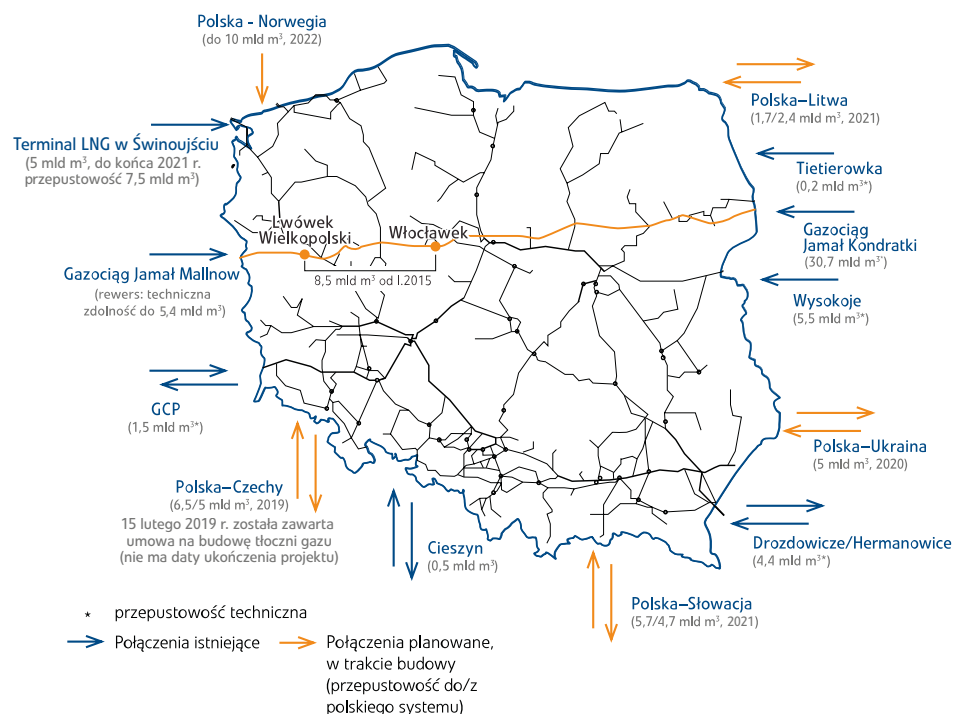 Polska - Norwegia
(do 10 mld m³, 2022)
Polska–Litwa
(1,7/2,4 mld m³, 2021)
Terminal LNG w Świnoujściu
(5 mld m³, do końca 2021 r.
przepustowość 7,5 mld m³)
Tietierowka
(0,2 mld m³*)
Lwówek
Wielkopolski
Włocławek
8,5 mld m³ od I.2015
Gazociąg
Jamał Kondratki
(30,7 mld m³*)
Gazociąg Jamał Mallnow
(rewers: techniczna
zdolność do 5,4 mld m³)
Wysokoje
(5,5 mld m³*)
GCP
(1,5 mld m³*)
Polska–Ukraina
(5 mld m³, 2020)
Polska–Czechy
(6,5/5 mld m³, 2019)
15 lutego 2019 r. została zawarta
umowa na budowę tłoczni gazu
(nie ma daty ukończenia projektu)
Cieszyn
(0,5 mld m³)
Drozdowicze/Hermanowice
(4,4 mld m³*)
Polska–Słowacja
(5,7/4,7 mld m³, 2021)
* przepustowość techniczna
Połączenia istniejące
Połączenia planowane,
w trakcie budowy
(przepustowość do/z
polskiego systemu)